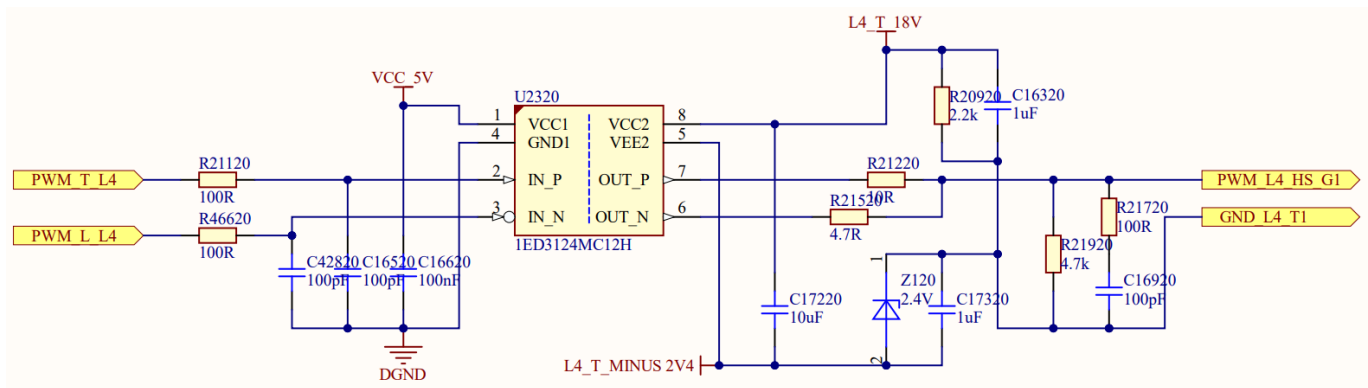 L4_T_18V
VCC_5V
U2320
R20920
2.2k
C16320
1uF
1
VCC1
VCC2
8
4
GND1
VEE2
5
R21120
PWM_T_L4
100R
2
IN_P
OUT_P
7
R21220
10R
PWM_L4_HS_G1
R46620
PWM_L_L4
100R
3
IN_N
OUT_N
6
R21520
4.7R
R21720
100R
GND_L4_T1
1ED3124MC12H
R21920
4.7k
C42820
100pF
C16520
100pF
C16620
100nF
1
Z120
2.4V
C17320
1uF
C17220
10uF
C16920
100pF
2
L4_T_MINUS 2V4
DGND